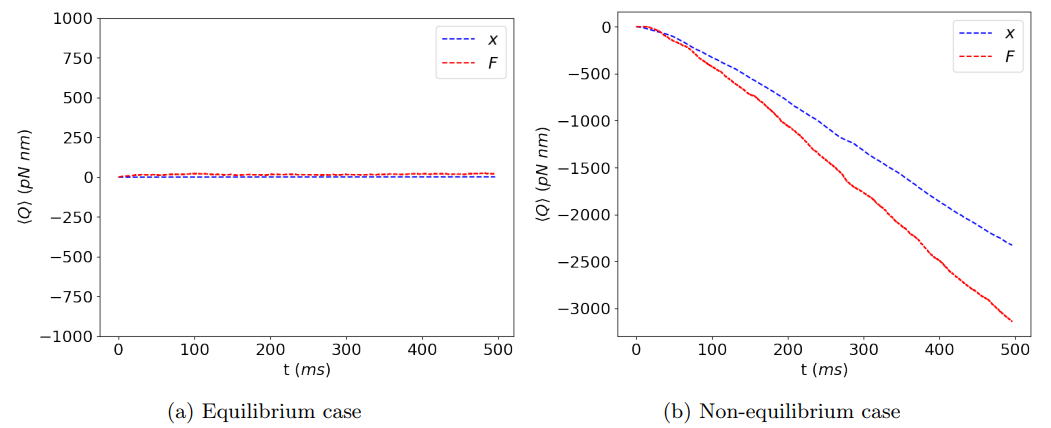 1000
750
500
250
0
−250
−500
−750
−1000
⟨Q⟩ (pN nm)
0 100 200 300 400 500
t (ms)
x
F
(a) Equilibrium case
0
−500
−1000
−1500
−2000
−2500
−3000
⟨Q⟩ (pN nm)
0 100 200 300 400 500
t (ms)
x
F
(b) Non-equilibrium case